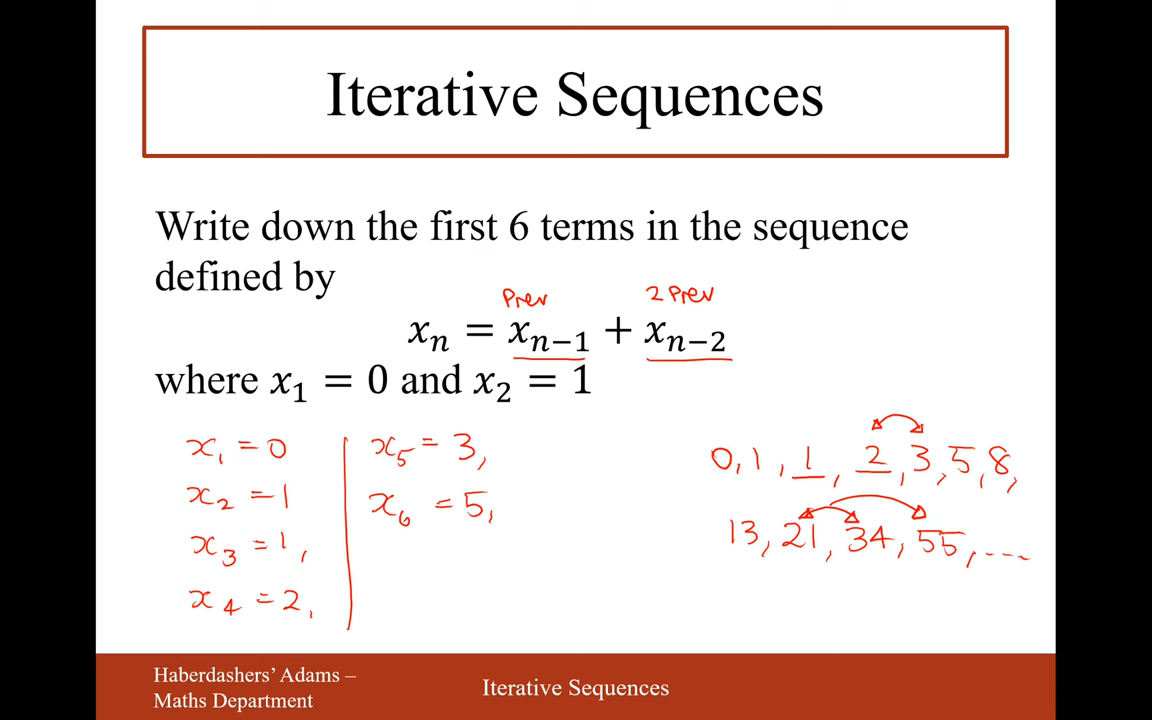 Iterative Sequences
Write down the first 6 terms in the sequence
defined by
Prev 2 Prev
xₙ = xₙ₋₁ + xₙ₋₂
where x₁ = 0 and x₂ = 1
x₁ = 0
x₂ = 1
x₃ = 1,
x₄ = 2,
x₅ = 3,
x₆ = 5,
0, 1, 1, 2, 3, 5, 8,
13, 21, 34, 55, ....
Haberdashers’ Adams –
Maths Department
Iterative Sequences